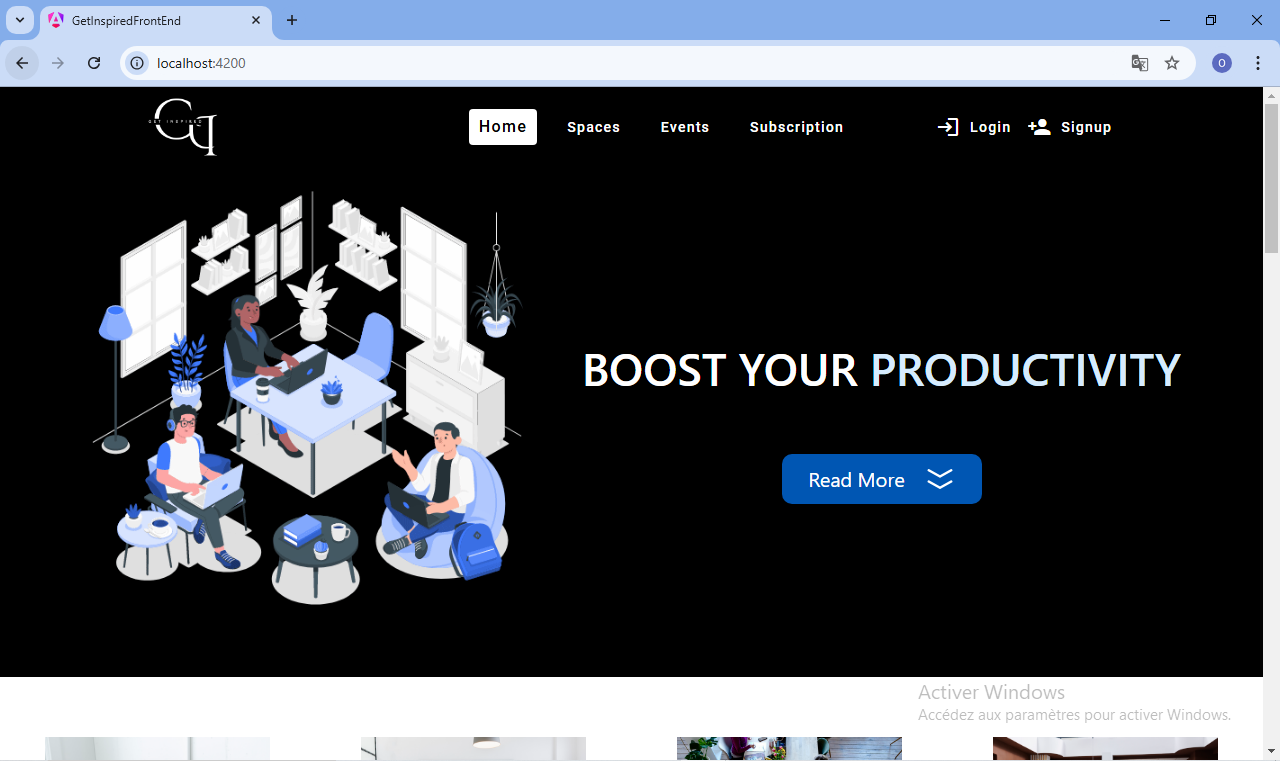 GetInspiredFrontEnd
localhost:4200
O
GET INSPIRED
GI
Home
Spaces
Events
Subscription
Login
Signup
BOOST YOUR PRODUCTIVITY
Read More
Activer Windows
Accédez aux paramètres pour activer Windows.